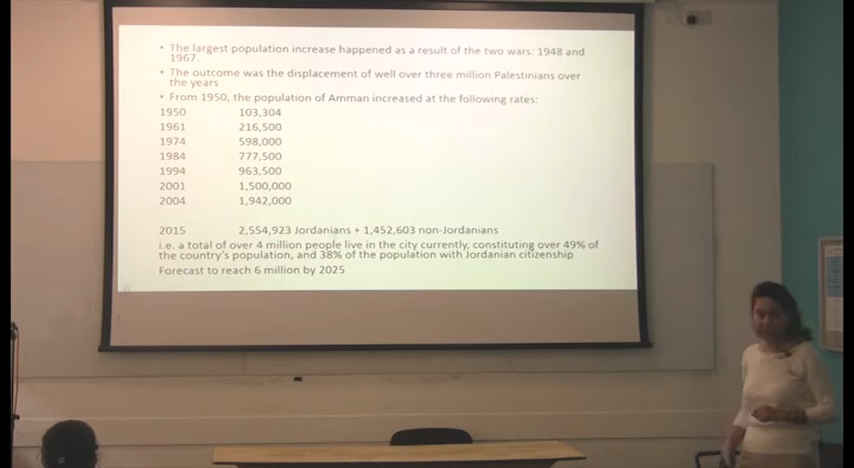 • The largest population increase happened as a result of the two wars: 1948 and
1967.
• The outcome was the displacement of well over three million Palestinians over
the years
• From 1950, the population of Amman increased at the following rates:
1950 103,304
1961 216,500
1974 598,000
1984 777,500
1994 963,500
2001 1,500,000
2004 1,942,000
2015 2,554,923 Jordanians + 1,452,603 non-Jordanians
i.e. a total of over 4 million people live in the city currently, constituting over 49% of
the country's population, and 38% of the population with Jordanian citizenship
Forecast to reach 6 million by 2025